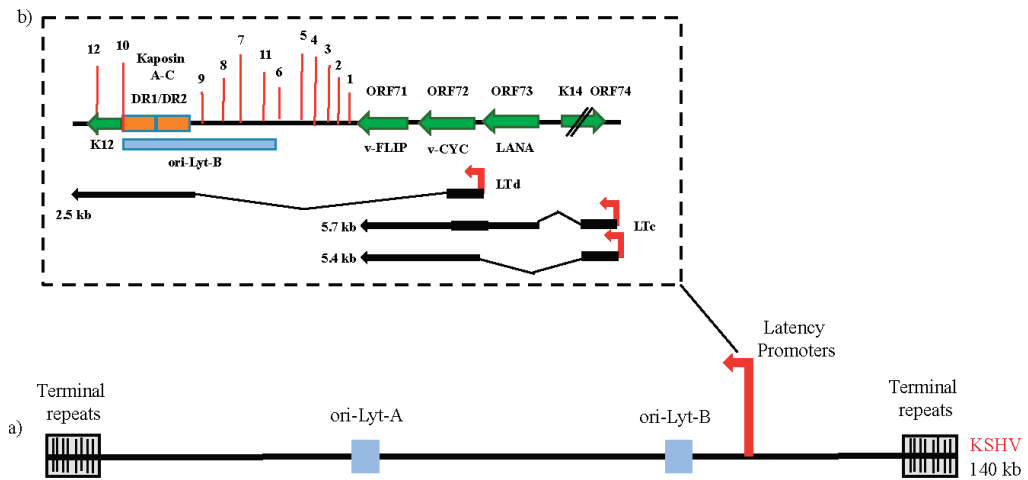 b)
12 10 Kaposin 9 8 7 11 6 5 4 3 2 1 ORF71 ORF72 ORF73 K14 ORF74
A-C
DR1/DR2
K12 v-FLIP v-CYC LANA
ori-Lyt-B
LTd
2.5 kb
5.7 kb LTc
5.4 kb
Latency
Promoters
Terminal
repeats
ori-Lyt-A
ori-Lyt-B
Terminal
repeats
a)
KSHV
140 kb